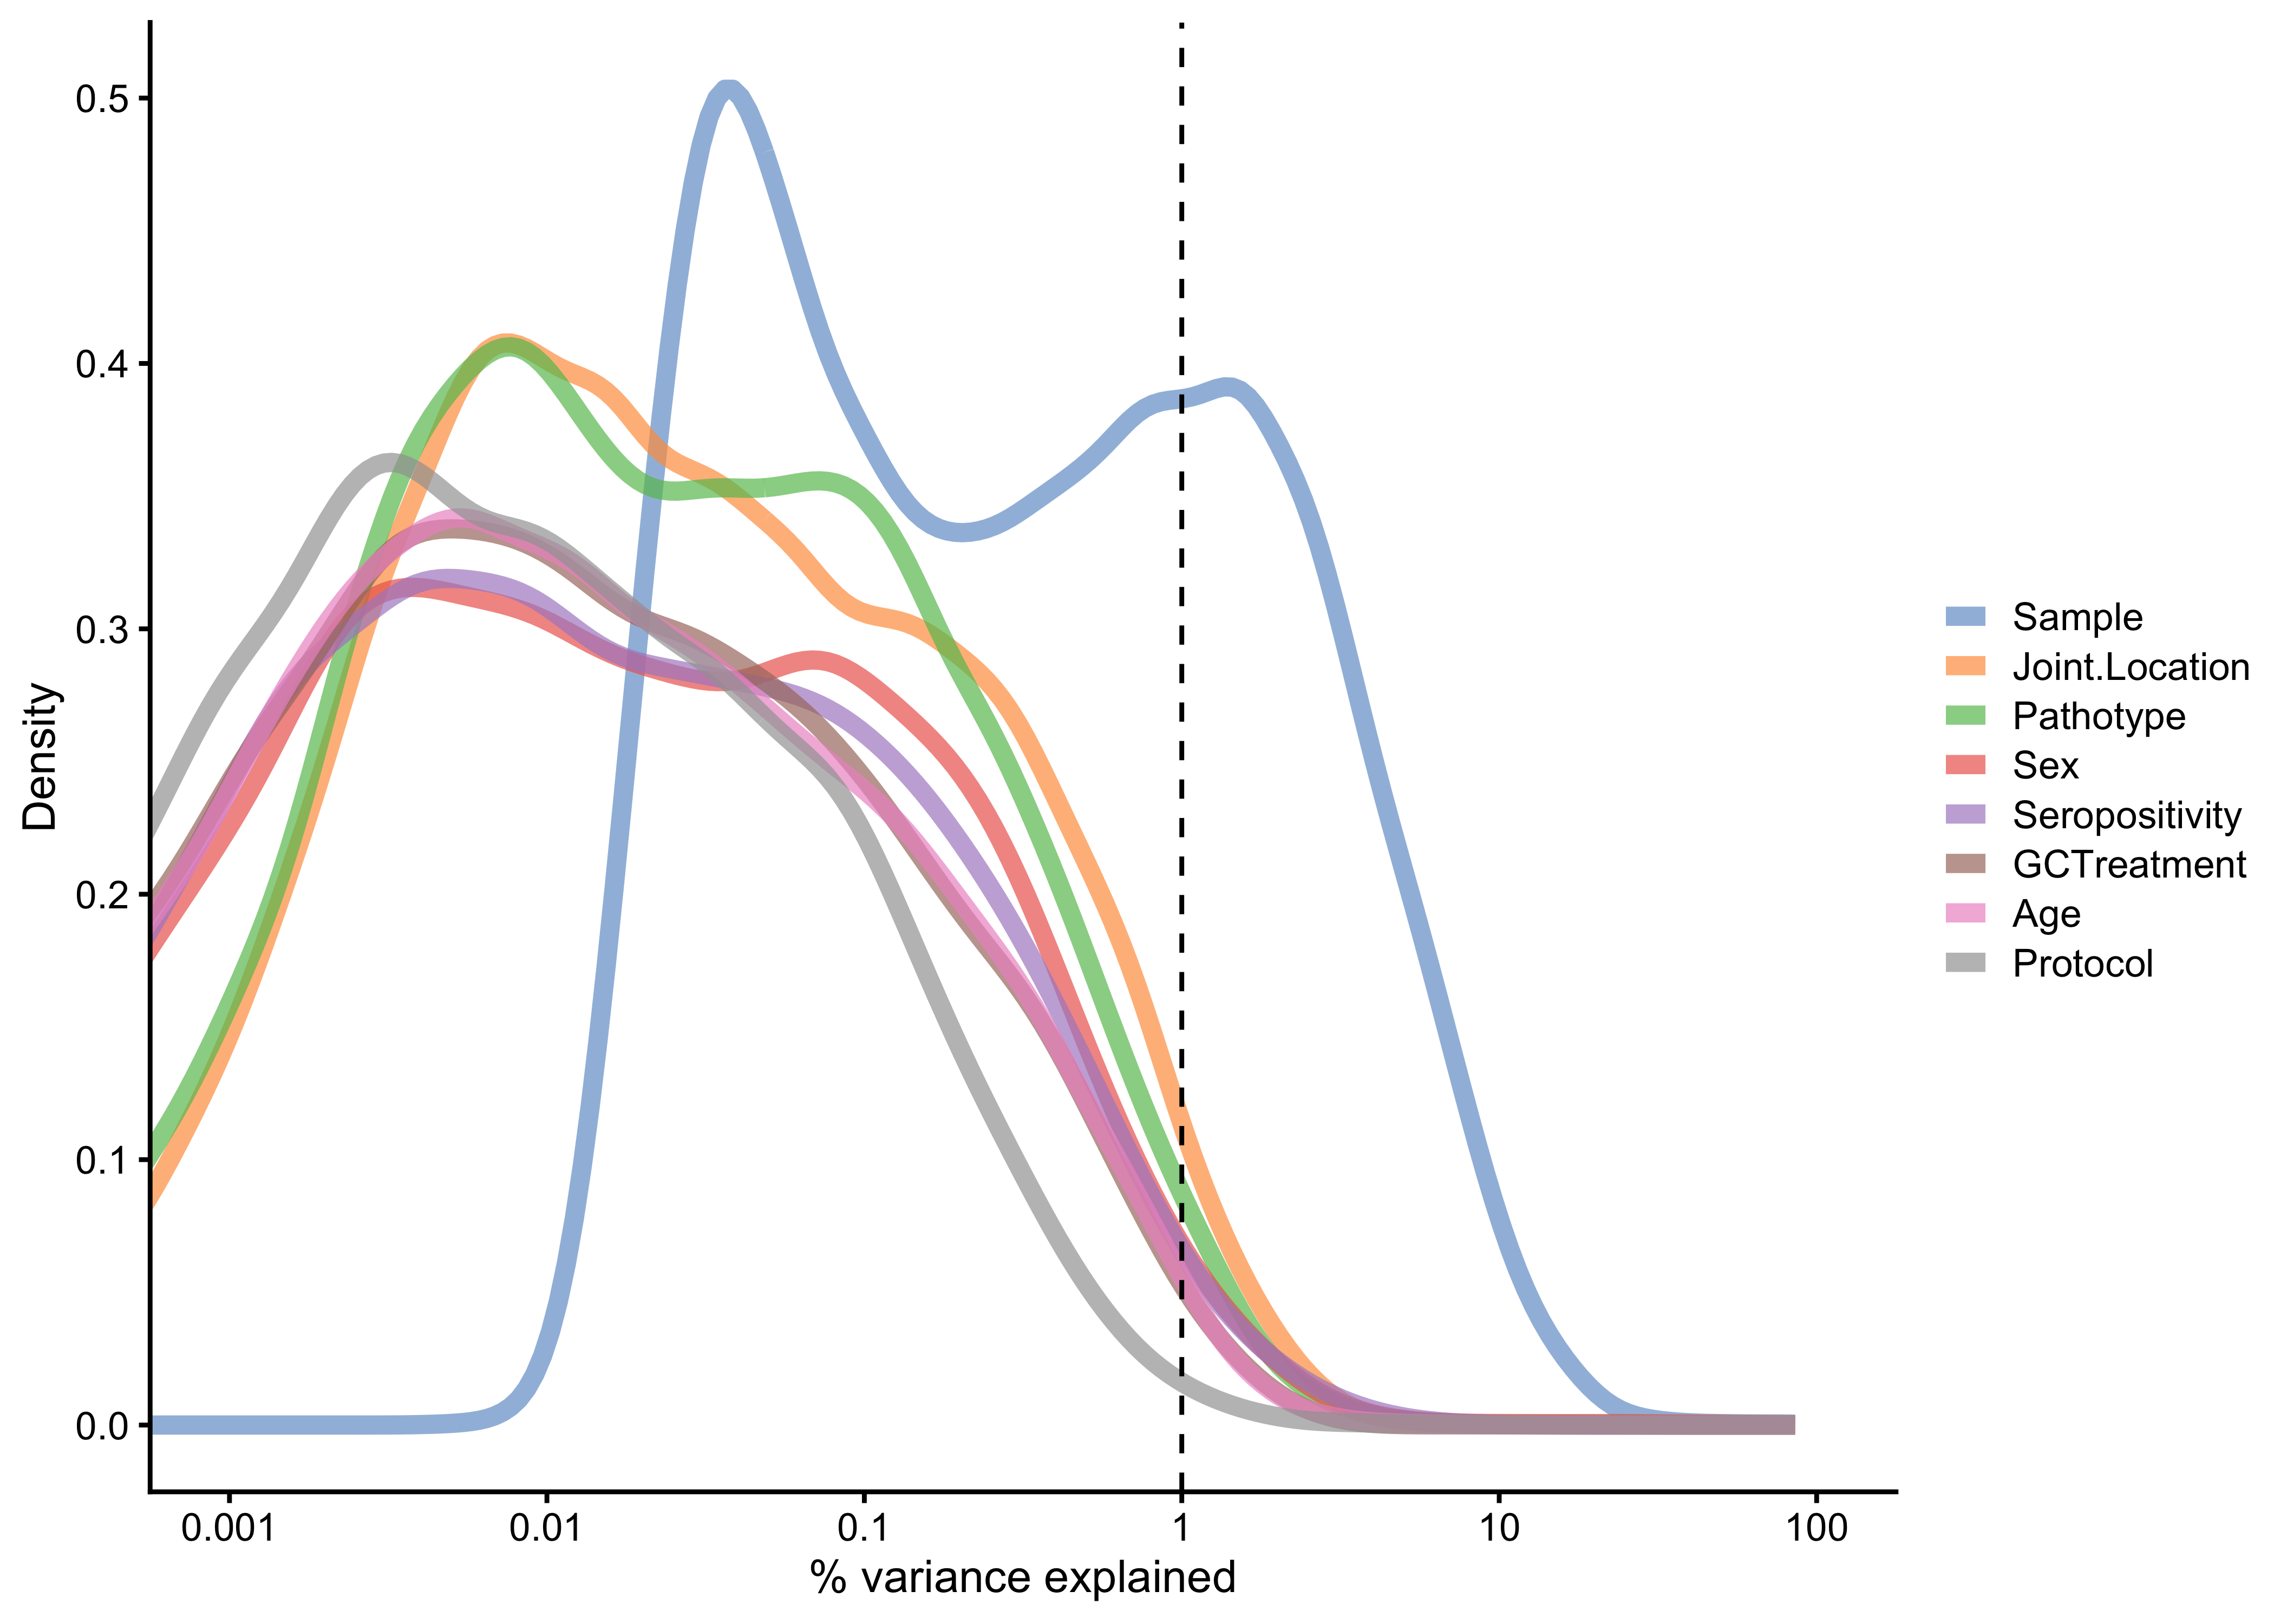 Density
0.5
0.4
0.3
0.2
0.1
0.0
0.001
0.01
0.1
1
10
100
% variance explained
Sample
Joint.Location
Pathotype
Sex
Seropositivity
GCTreatment
Age
Protocol